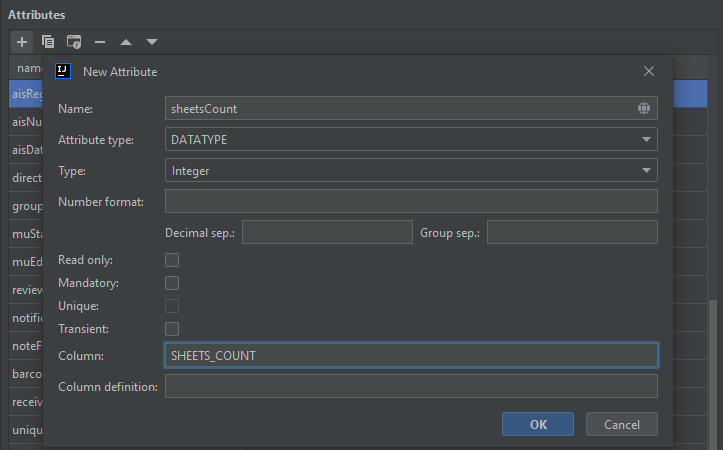 Attributes
name
IJ New Attribute
aisReg
Name: sheetsCount
aisNu
Attribute type: DATATYPE
aisDat
Type: Integer
direct
Number format:
group
Decimal sep.: Group sep.:
muSta
Read only:
muEd
Mandatory:
review
Unique:
notific
Transient:
noteF
Column: SHEETS_COUNT
barco
Column definition:
receiv
OK Cancel
uniqu